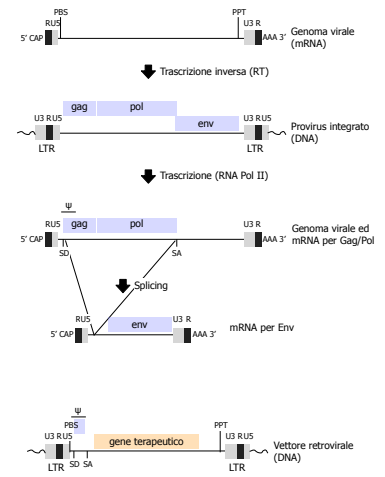 PBS PPT
RU5 U3 R
5' CAP AAA 3' Genoma virale
(mRNA)
Trascrizione inversa (RT)
gag pol
env
U3 RU5 U3 RU5
Provirus integrato
(DNA)
LTR LTR
Trascrizione (RNA Pol II)
ψ
RU5 gag pol U3 R
5' CAP AAA 3' Genoma virale ed
mRNA per Gag/Pol
SD SA
Splicing
RU5 env U3 R
5' CAP AAA 3' mRNA per Env
ψ
PBS PPT
U3 RU5 gene terapeutico U3 RU5
Vettore retrovirale
(DNA)
LTR SD SA LTR